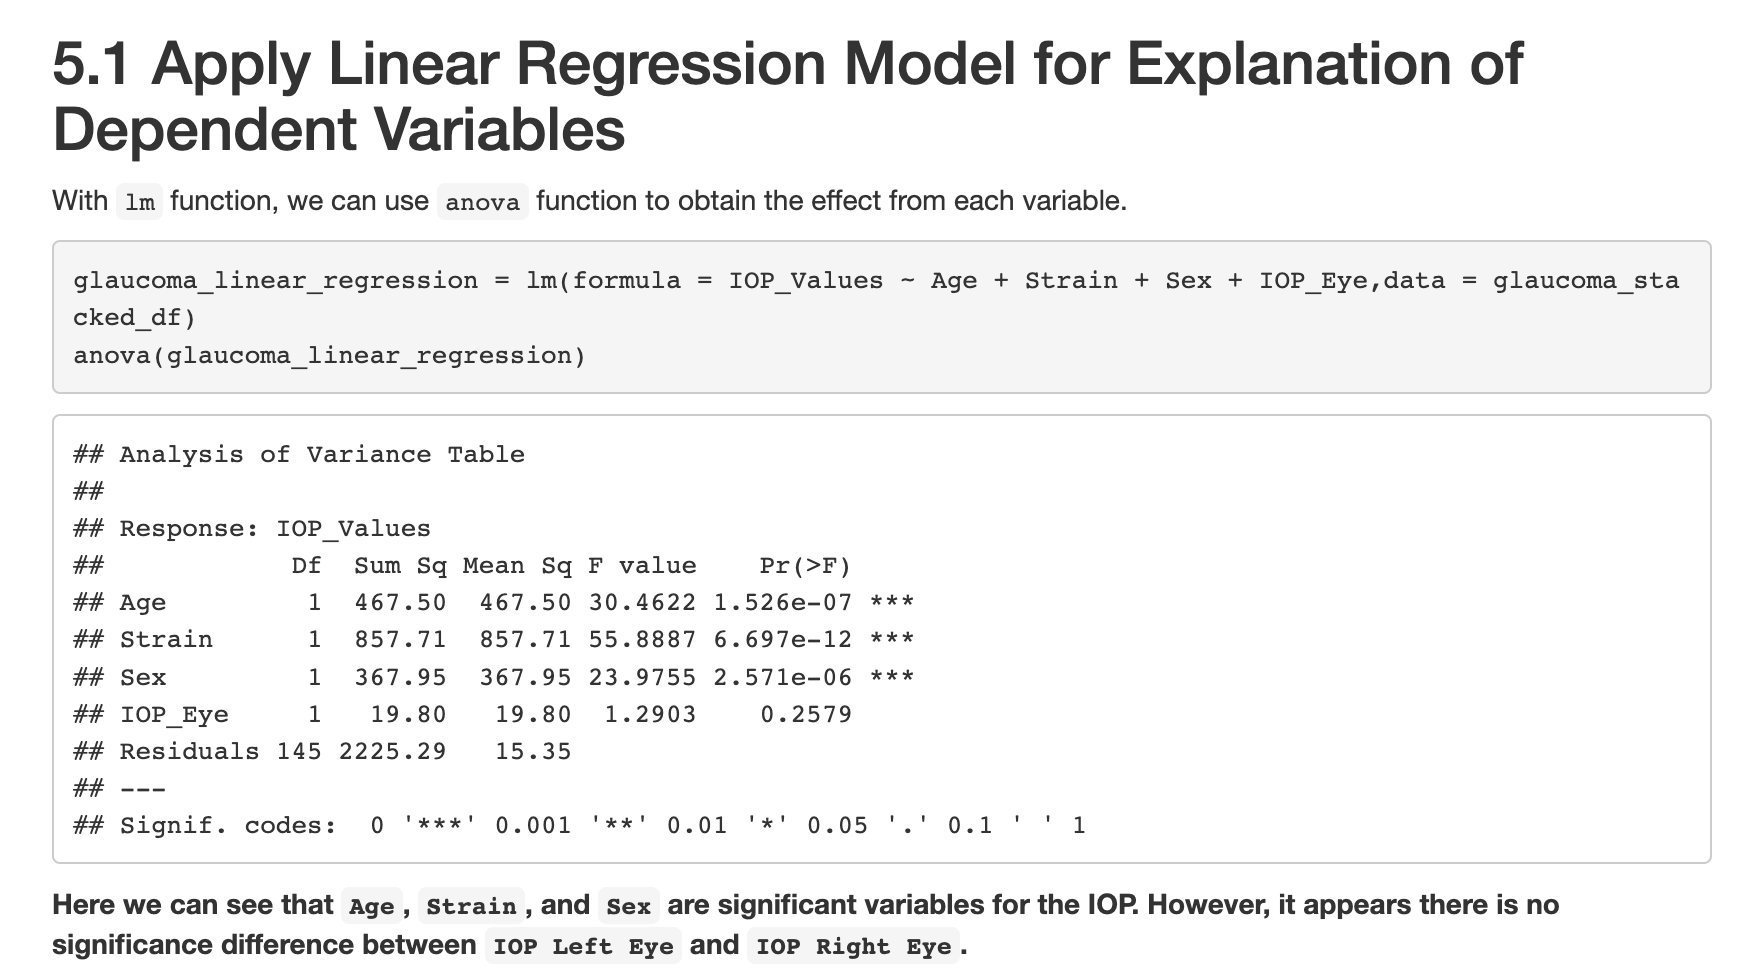 5.1 Apply Linear Regression Model for Explanation of
Dependent Variables
With lm function, we can use anova function to obtain the effect from each variable.
glaucoma_linear_regression = lm(formula = IOP_Values ~ Age + Strain + Sex + IOP_Eye,data = glaucoma_sta
cked_df)
anova(glaucoma_linear_regression)
## Analysis of Variance Table
##
## Response: IOP_Values
##            Df  Sum Sq Mean Sq F value    Pr(>F)
## Age         1  467.50  467.50 30.4622 1.526e-07 ***
## Strain      1  857.71  857.71 55.8887 6.697e-12 ***
## Sex         1  367.95  367.95 23.9755 2.571e-06 ***
## IOP_Eye     1   19.80   19.80  1.2903    0.2579
## Residuals 145 2225.29   15.35
## ---
## Signif. codes:  0 '***' 0.001 '**' 0.01 '*' 0.05 '.' 0.1 ' ' 1
Here we can see that Age, Strain, and Sex are significant variables for the IOP. However, it appears there is no
significance difference between IOP Left Eye and IOP Right Eye.